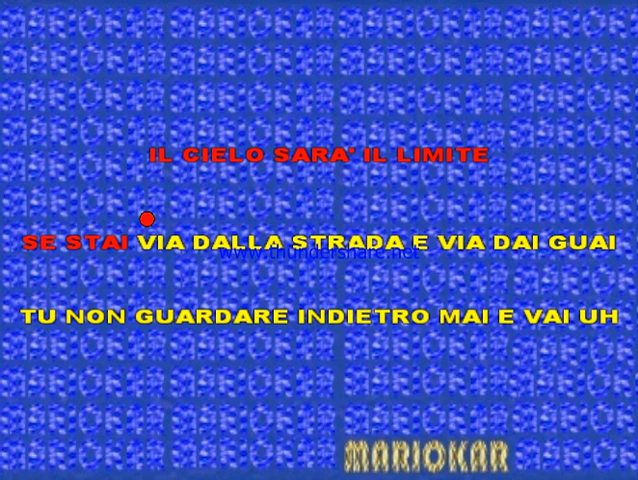 IL CIELO SARA' IL LIMITE
SE STAI VIA DALLA STRADA E VIA DAI GUAI
www.thundershare.net
TU NON GUARDARE INDIETRO MAI E VAI UH
MARIOKAR